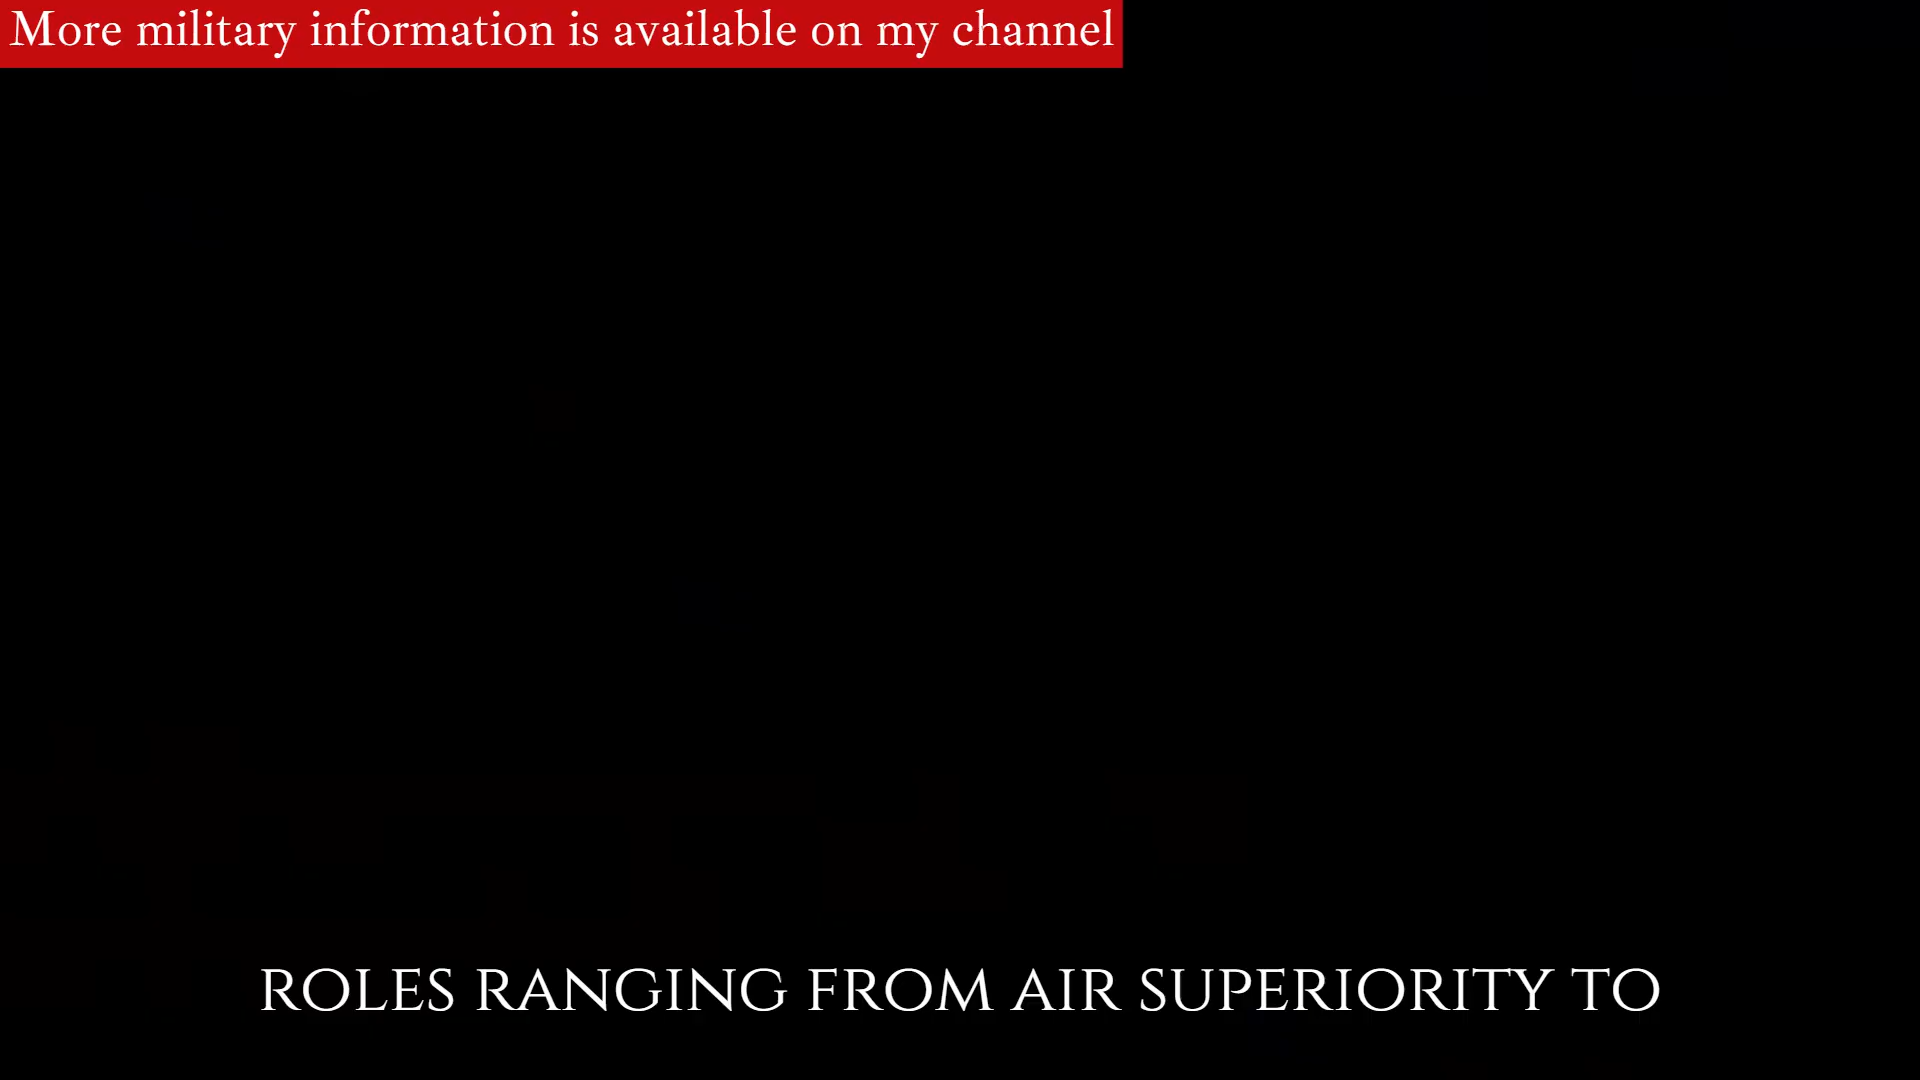 More military information is available on my channel
ROLES RANGING FROM AIR SUPERIORITY TO